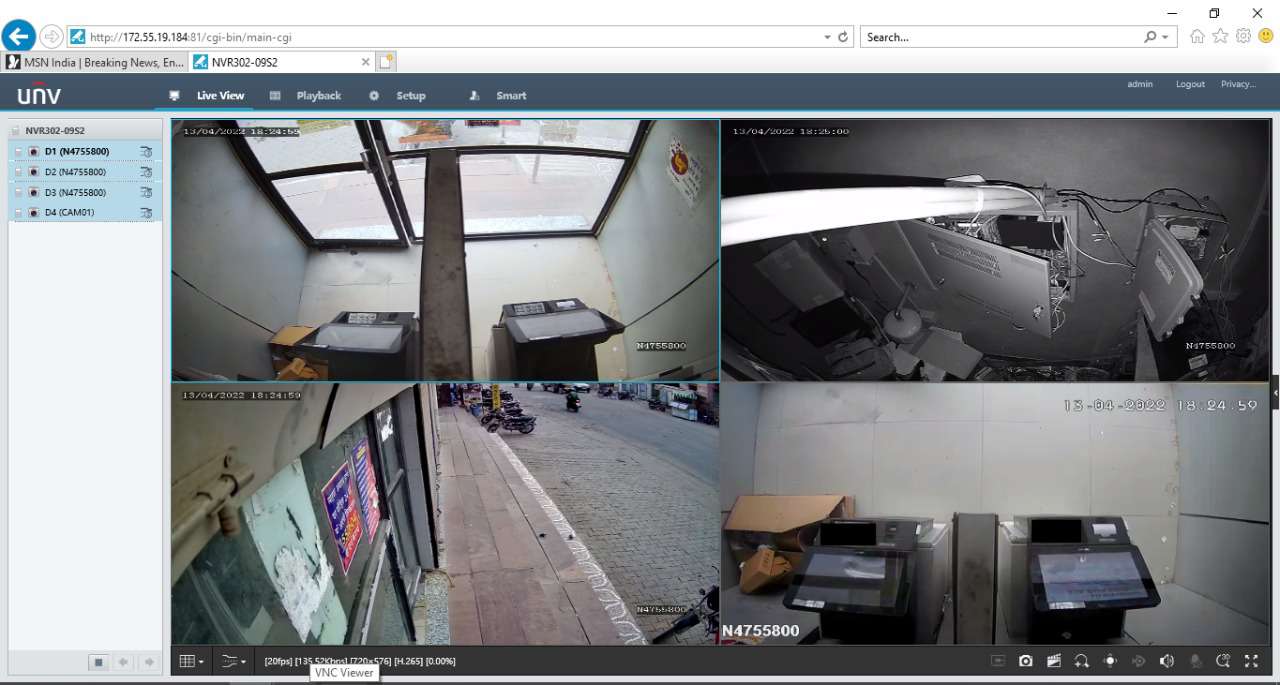 http://172.55.19.184:81/cgi-bin/main-cgi
Search...
MSN India | Breaking News, En...
NVR302-09S2
unv
Live View
Playback
Setup
Smart
admin
Logout
Privacy...
NVR302-09S2
D1 (N4755800)
D2 (N4755800)
D3 (N4755800)
D4 (CAM01)
13/04/2022 18:24:59
N4755800
13/04/2022 18:25:00
N4755800
13/04/2022 18:24:59
N4755800
13-04-2022 18:24:59
N4755800
[20fps] [135.52Kbps] [720×576] [H.265] [0.00%]
VNC Viewer